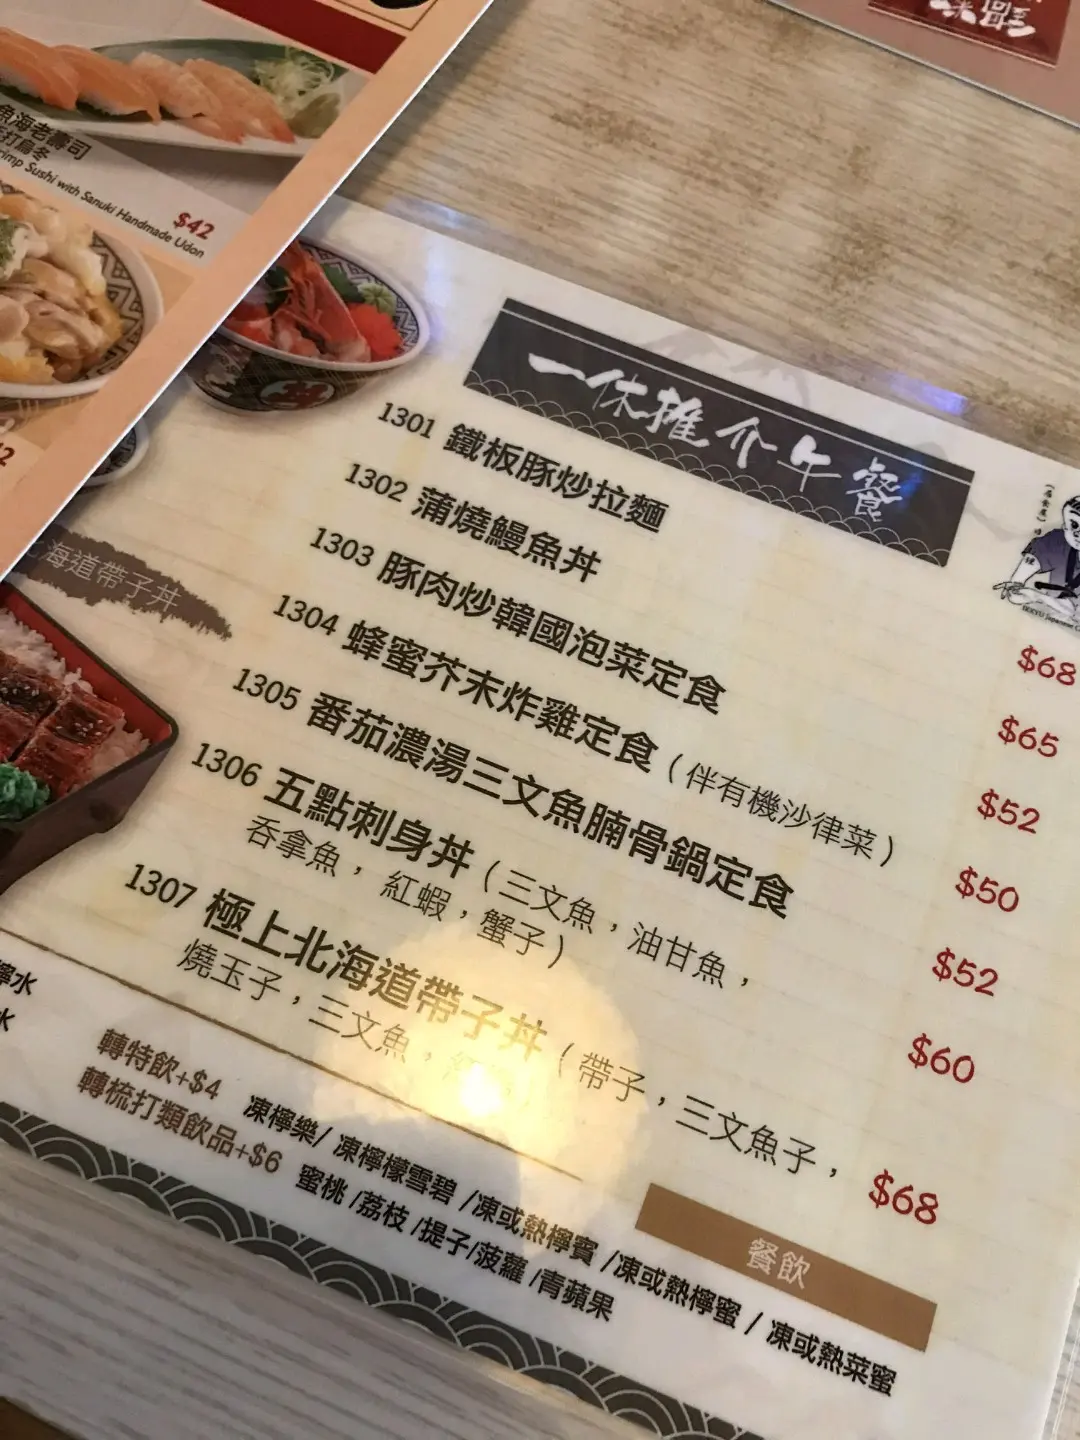 魚海老壽司
手打烏冬
rimp Sushi with Sanuki Handmade Udon
$42
海道帶子丼
一休推介午餐
1301 鐵板豚炒拉麵 $68
1302 蒲燒鰻魚丼 $65
1303 豚肉炒韓國泡菜定食 $52
1304 蜂蜜芥末炸雞定食(伴有機沙律菜) $50
1305 番茄濃湯三文魚腩骨鍋定食 $52
1306 五點刺身丼(三文魚,油甘魚, $60
吞拿魚,紅蝦,蟹子)
1307 極上北海道帶子丼(帶子,三文魚子, $68
燒玉子,三文魚,
餐飲
檸水
水
轉特飲+$4 凍檸樂/ 凍檸檬雪碧 /凍或熱檸賓 /凍或熱檸蜜 / 凍或熱菜蜜
轉梳打類飲品+$6 蜜桃 /荔枝 /提子/菠蘿 /青蘋果